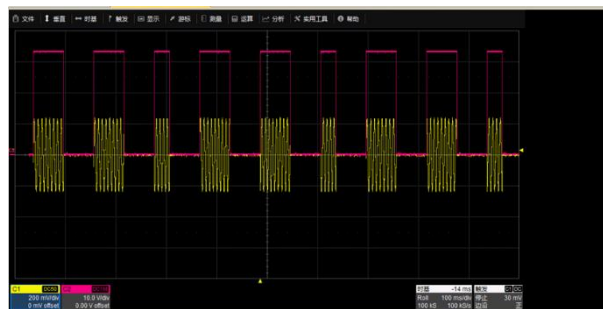 文件 垂直 时基 触发 显示 游标 测量 运算 分析 实用工具 帮助
C1
200 mV/div
0 mV offset
10.0 V/div
0.00 V offset
时基 -14 ms
Roll 100 ms/div
100 kS 100 kS/s
触发
停止 30 mV
边沿 正